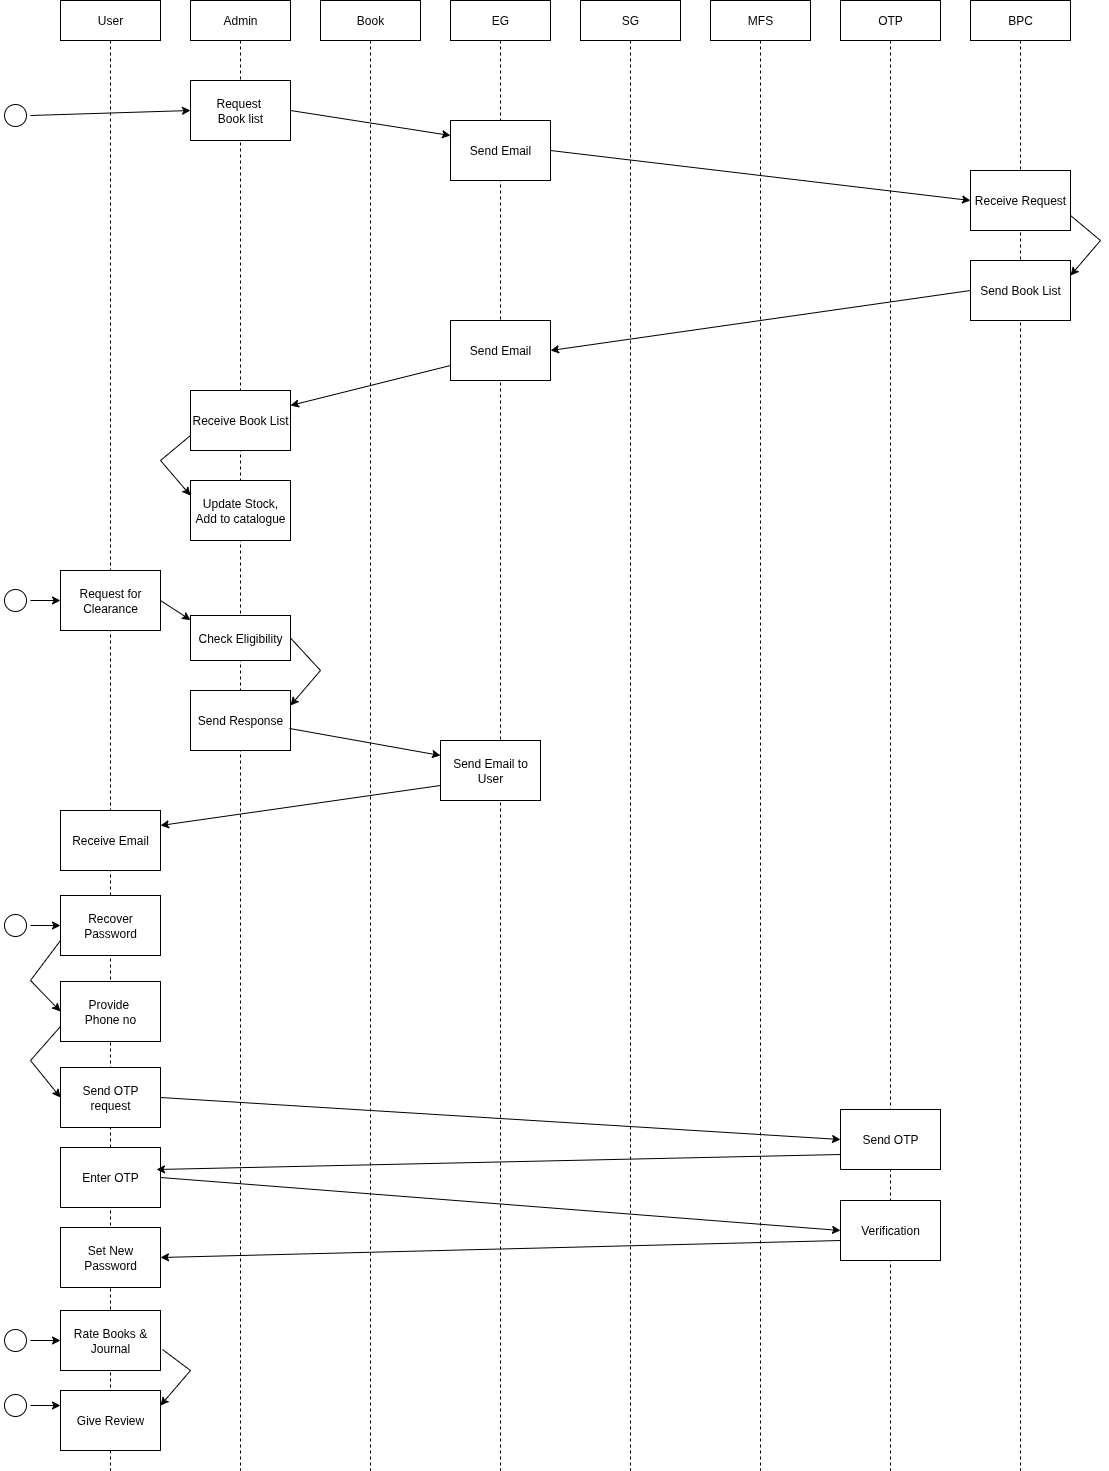 User
Admin
Book
EG
SG
MFS
OTP
BPC
Request
Book list
Send Email
Receive Request
Send Book List
Send Email
Receive Book List
Update Stock,
Add to catalogue
Request for
Clearance
Check Eligibility
Send Response
Send Email to
User
Receive Email
Recover
Password
Provide
Phone no
Send OTP
request
Send OTP
Enter OTP
Verification
Set New
Password
Rate Books &
Journal
Give Review